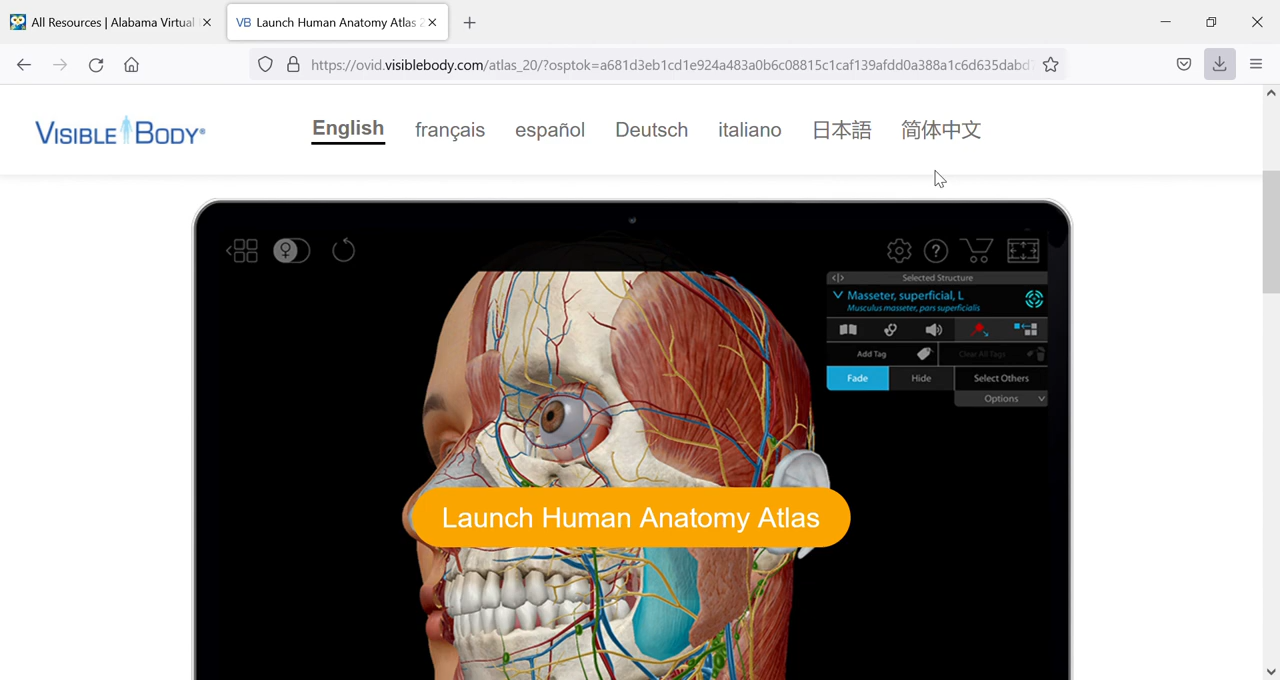 All Resources | Alabama Virtual
VB Launch Human Anatomy Atlas 2
https://ovid.visiblebody.com/atlas_20/?osptok=a681d3eb1cd1e924a483a0b6c08815c1caf139afdd0a388a1c6d635dabd
VISIBLE BODY®
English français español Deutsch italiano 日本語 简体中文
Selected Structure
Masseter, superficial, L
Musculus masseter, pars superficialis
Add Tag Clear All Tags
Fade Hide Select Others
Options
Launch Human Anatomy Atlas